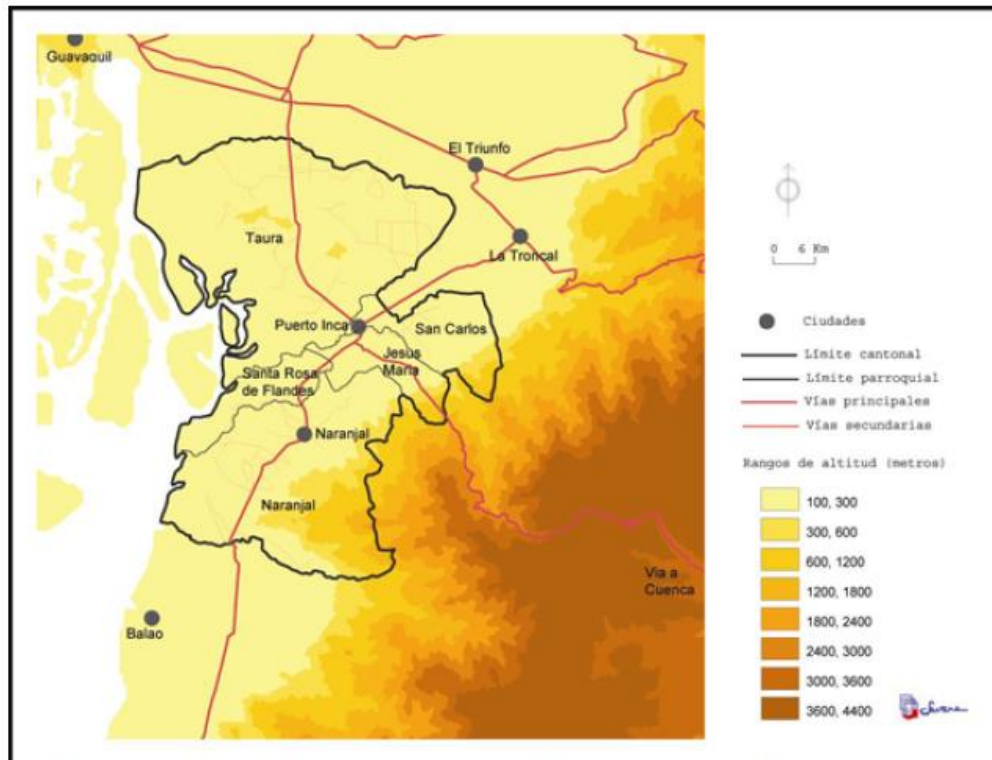 Guayaquil
El Triunfo
Taura
La Troncal
Puerto Inca
San Carlos
Jesús
María
Santa Rosa
de Flandes
Naranjal
Naranjal
Via a
Cuenca
Balao
0 6 Km
Ciudades
Límite cantonal
Límite parroquial
Vías principales
Vías secundarias
Rangos de altitud (metros)
100, 300
300, 600
600, 1200
1200, 1800
1800, 2400
2400, 3000
3000, 3600
3600, 4400